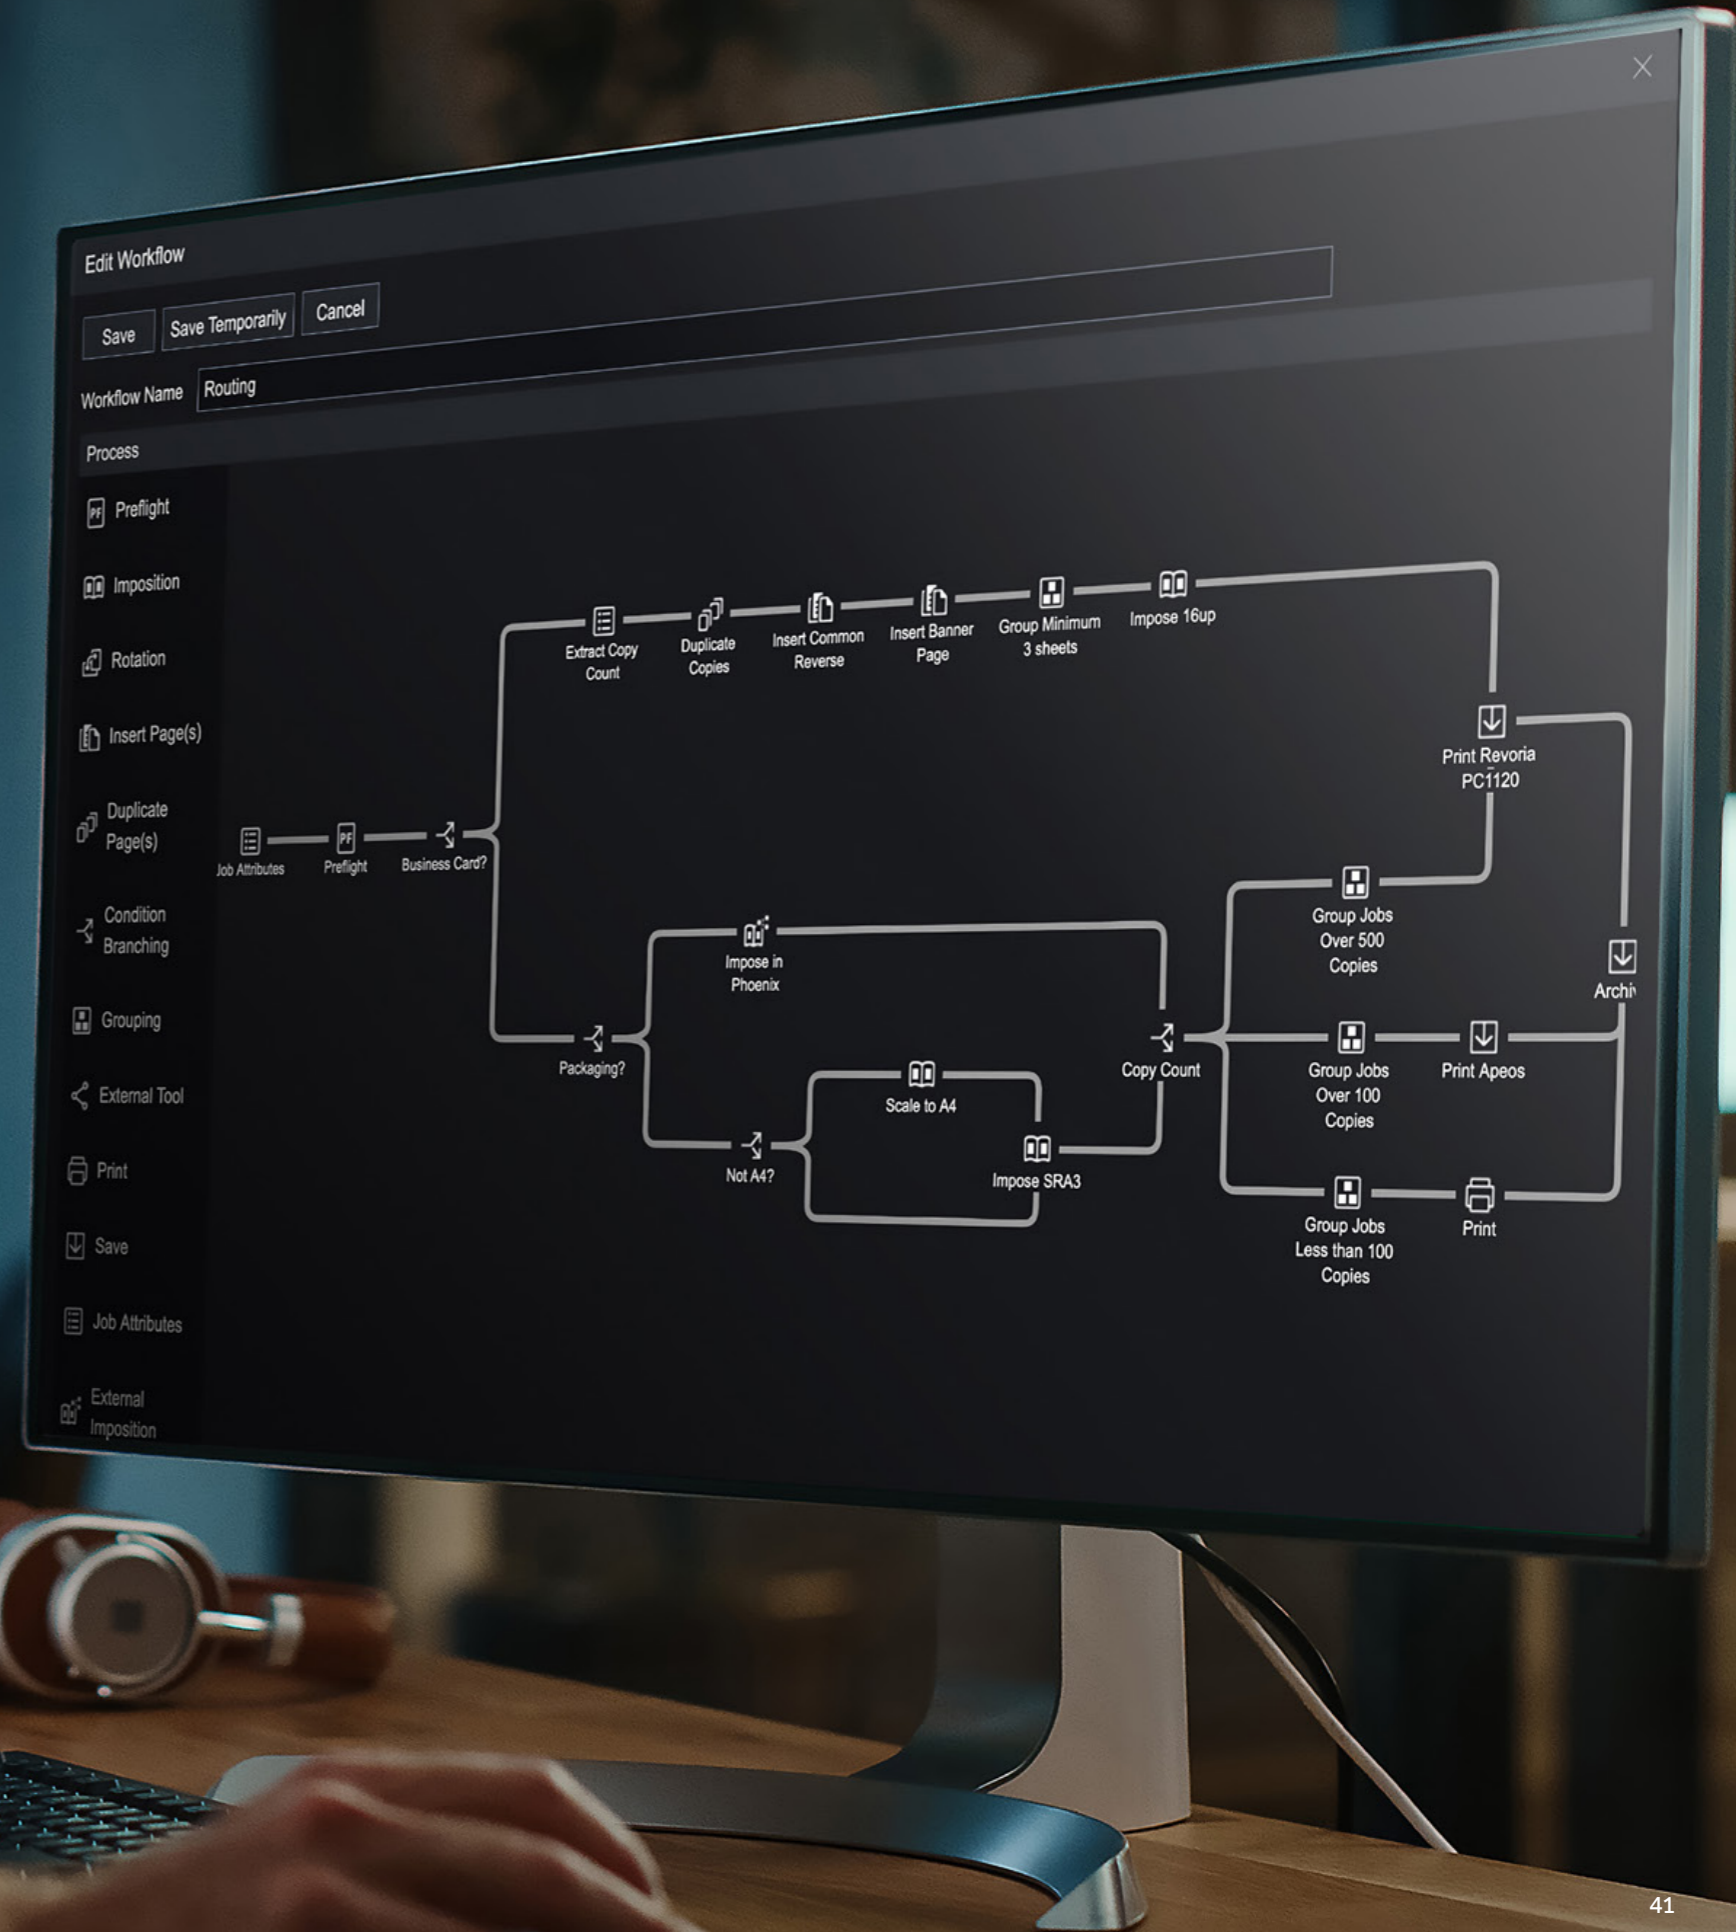 Edit Workflow
Save
Save Temporarily
Cancel
Workflow Name
Routing
Process
PF
Preflight
Imposition
Rotation
Insert Page(s)
Duplicate
Page(s)
Condition
Branching
Grouping
External Tool
Print
Save
Job Attributes
External
Imposition
Job Attributes
PF
Preflight
Business Card?
Extract Copy
Count
Duplicate
Copies
Insert Common
Reverse
Insert Banner
Page
Group Minimum
3 sheets
Impose 16up
Print Revoria
PC1120
Packaging?
Impose in
Phoenix
Not A4?
Scale to A4
Impose SRA3
Copy Count
Group Jobs
Over 500
Copies
Group Jobs
Over 100
Copies
Print Apeos
Group Jobs
Less than 100
Copies
Print
Archiv
41